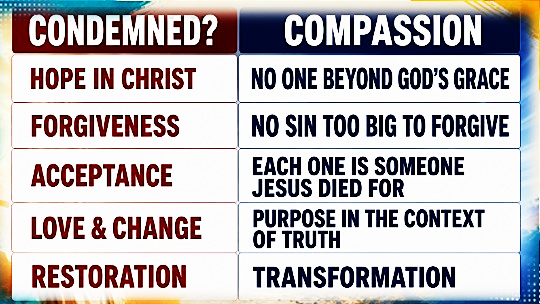 CONDEMNED? COMPASSION
HOPE IN CHRIST NO ONE BEYOND GOD'S GRACE
FORGIVENESS NO SIN TOO BIG TO FORGIVE
ACCEPTANCE EACH ONE IS SOMEONE
JESUS DIED FOR
LOVE & CHANGE PURPOSE IN THE CONTEXT
OF TRUTH
RESTORATION TRANSFORMATION